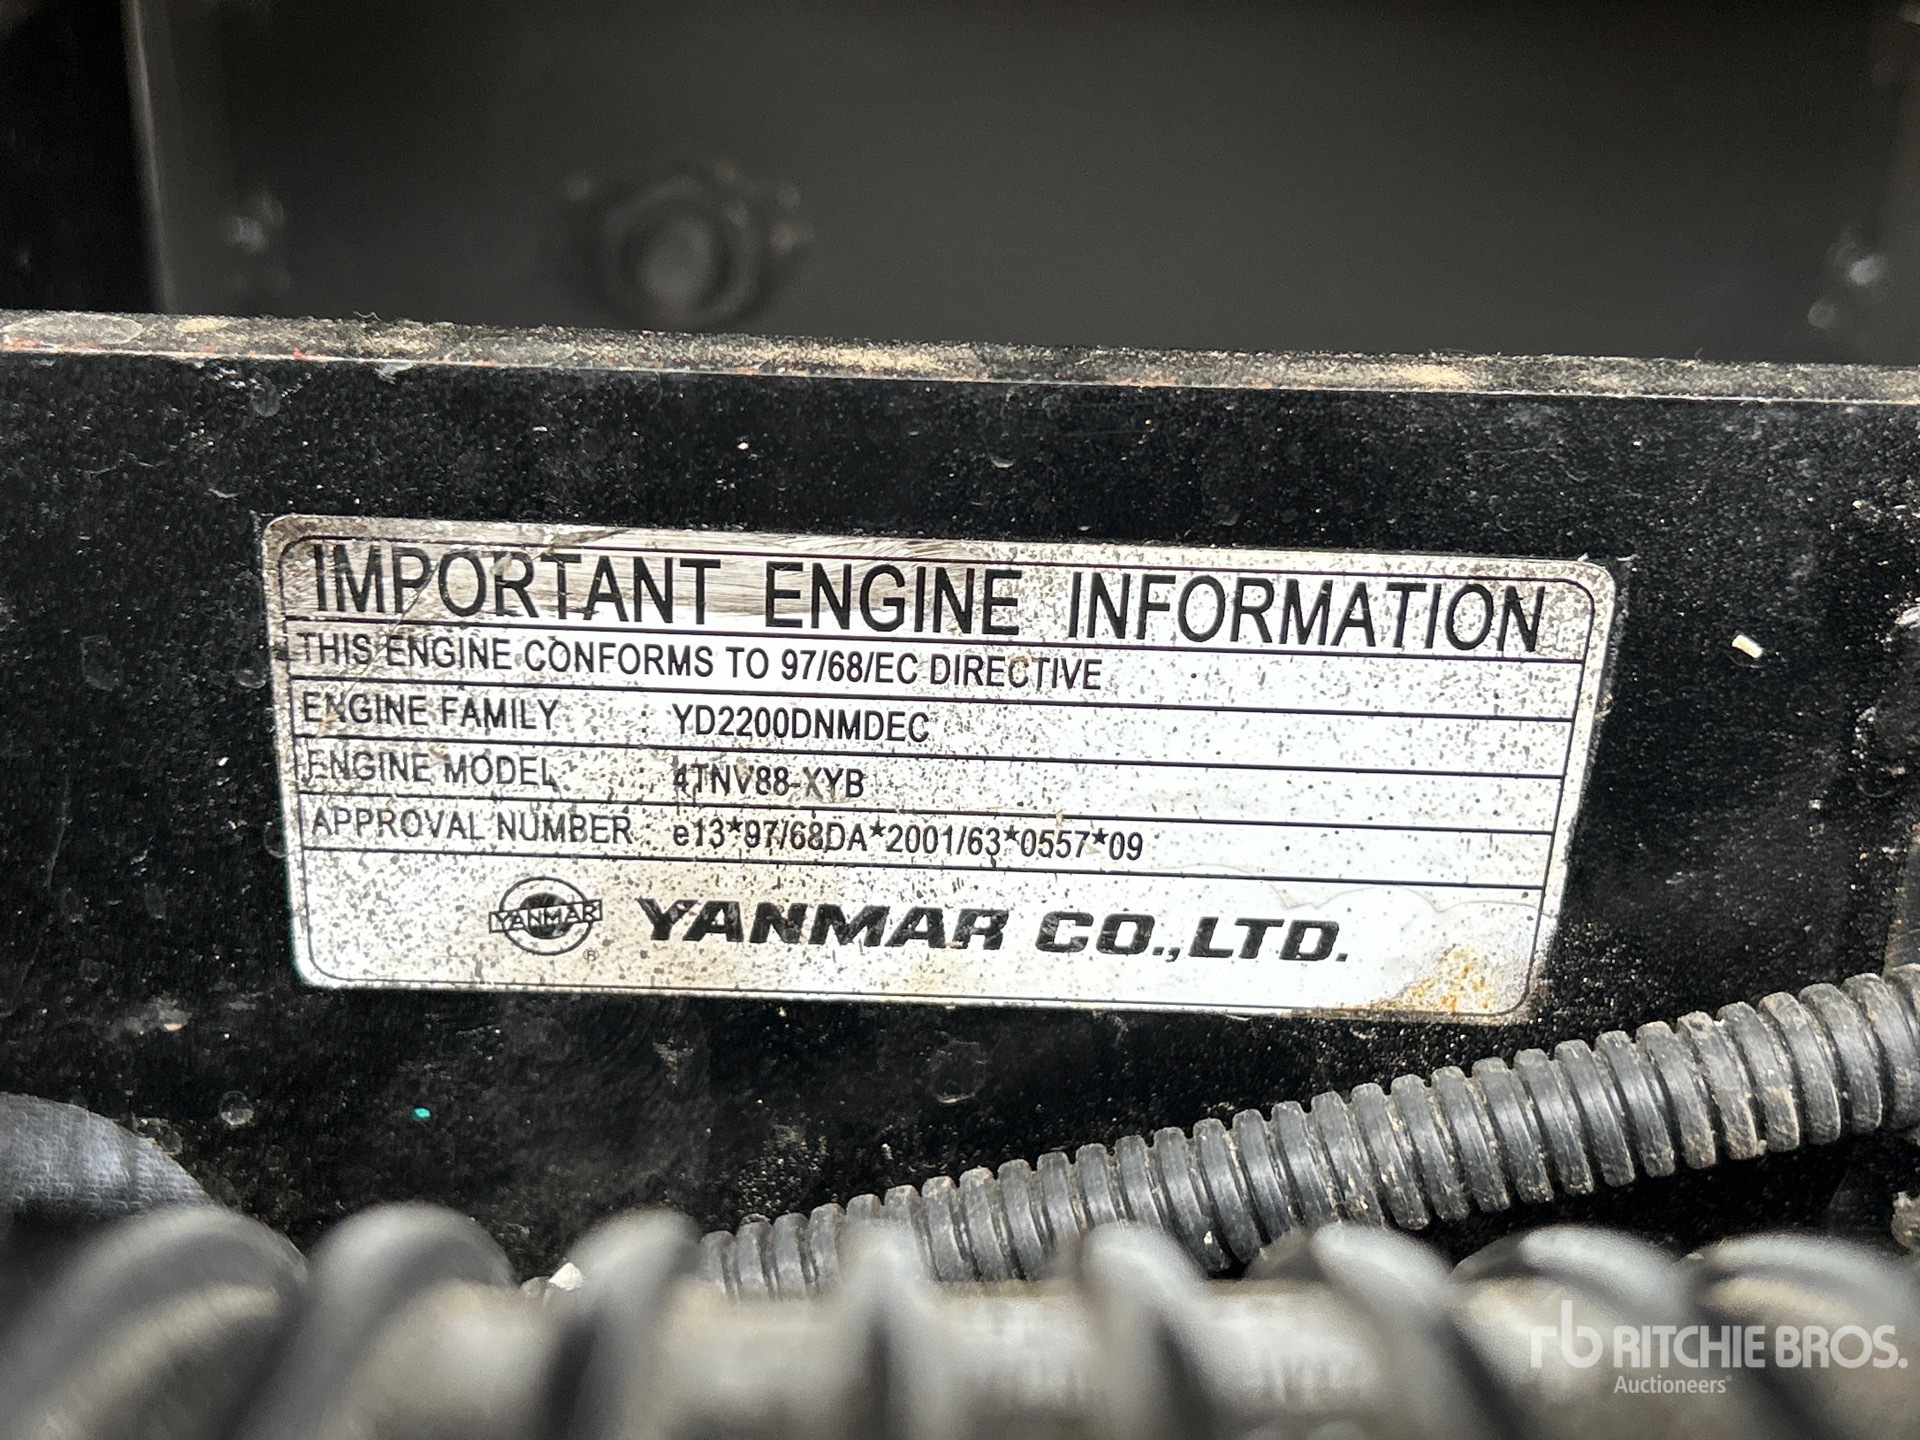 IMPORTANT ENGINE INFORMATION
THIS ENGINE CONFORMS TO 97/68/EC DIRECTIVE
ENGINE FAMILY : YD2200DNMDEC
ENGINE MODEL : 4TNV88-XYB
APPROVAL NUMBER : e13*97/68DA*2001/63*0557*09
YANMAR ® YANMAR CO.,LTD.
rb RITCHIE BROS.
Auctioneers